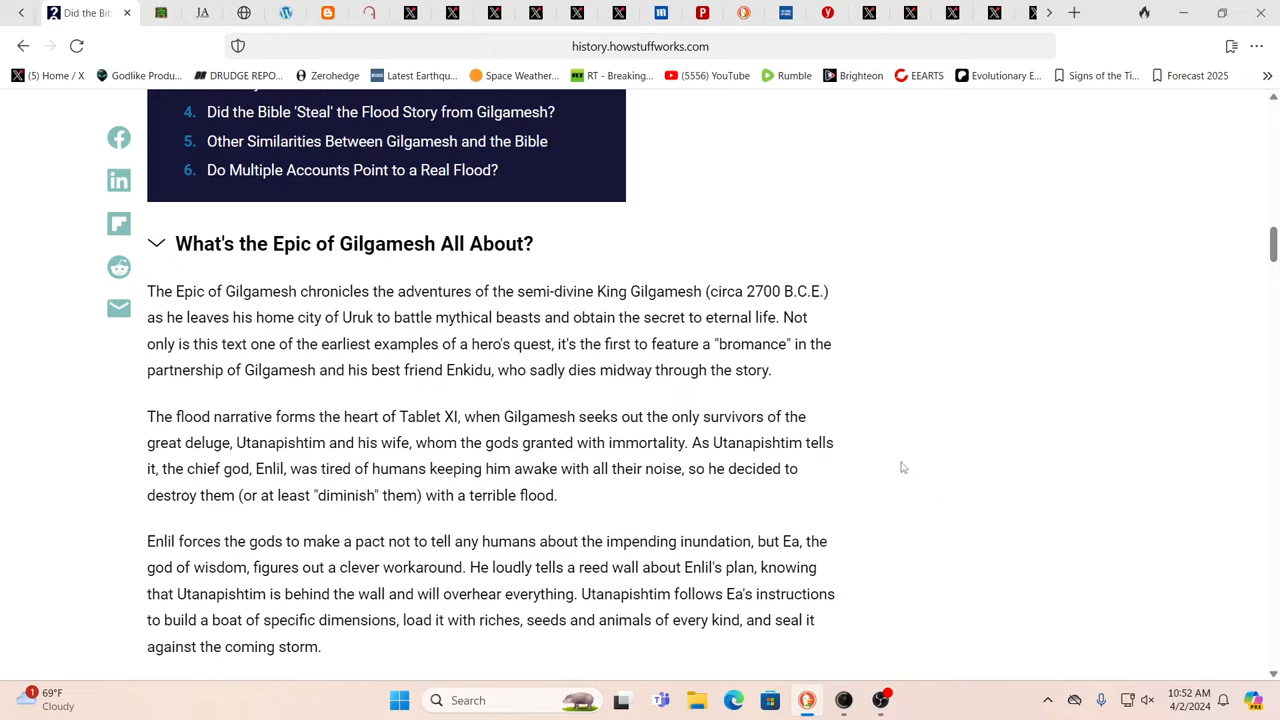 Did the Bib
history.howstuffworks.com
(5) Home / X
Godlike Produ...
DRUDGE REPO...
Zerohedge
Latest Earthqu...
Space Weather...
RT - Breaking...
(5556) YouTube
Rumble
Brighteon
EEARTS
Evolutionary E...
Signs of the Ti...
Forecast 2025
4. Did the Bible 'Steal' the Flood Story from Gilgamesh?
5. Other Similarities Between Gilgamesh and the Bible
6. Do Multiple Accounts Point to a Real Flood?
What's the Epic of Gilgamesh All About?
The Epic of Gilgamesh chronicles the adventures of the semi-divine King Gilgamesh (circa 2700 B.C.E.)
as he leaves his home city of Uruk to battle mythical beasts and obtain the secret to eternal life. Not
only is this text one of the earliest examples of a hero's quest, it's the first to feature a "bromance" in the
partnership of Gilgamesh and his best friend Enkidu, who sadly dies midway through the story.
The flood narrative forms the heart of Tablet XI, when Gilgamesh seeks out the only survivors of the
great deluge, Utanapishtim and his wife, whom the gods granted with immortality. As Utanapishtim tells
it, the chief god, Enlil, was tired of humans keeping him awake with all their noise, so he decided to
destroy them (or at least "diminish" them) with a terrible flood.
Enlil forces the gods to make a pact not to tell any humans about the impending inundation, but Ea, the
god of wisdom, figures out a clever workaround. He loudly tells a reed wall about Enlil's plan, knowing
that Utanapishtim is behind the wall and will overhear everything. Utanapishtim follows Ea's instructions
to build a boat of specific dimensions, load it with riches, seeds and animals of every kind, and seal it
against the coming storm.
1
69°F
Cloudy
Search
10:52 AM
4/2/2024